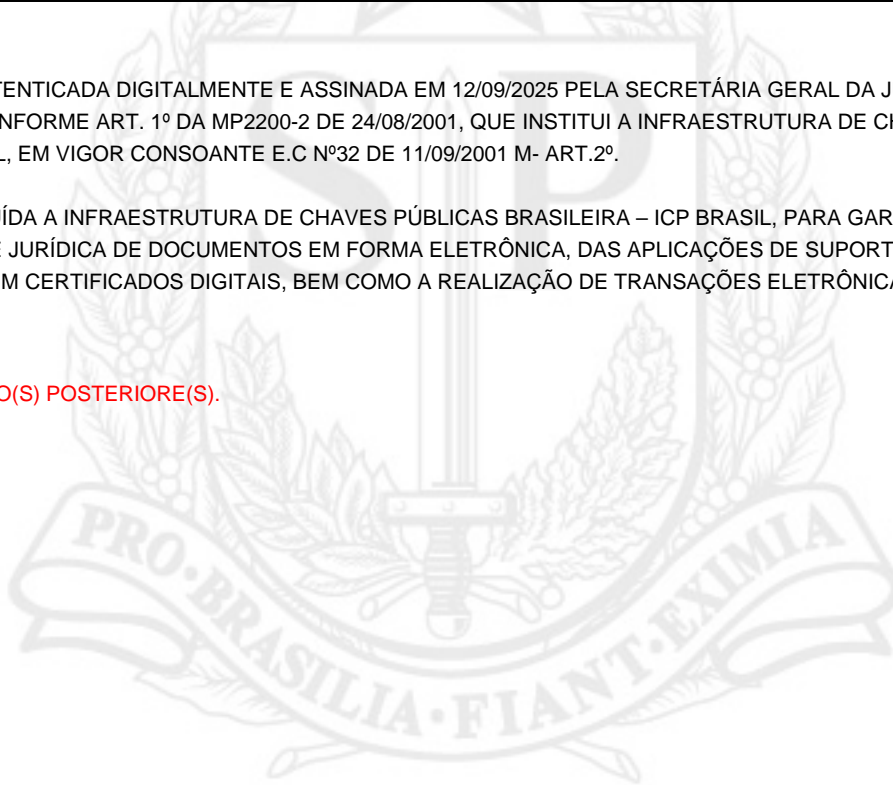 TENTICADA DIGITALMENTE E ASSINADA EM 12/09/2025 PELA SECRETÁRIA GERAL DA J
NFORME ART. 1º DA MP2200-2 DE 24/08/2001, QUE INSTITUI A INFRAESTRUTURA DE CH
L, EM VIGOR CONSOANTE E.C Nº32 DE 11/09/2001 M- ART.2º.
UÍDA A INFRAESTRUTURA DE CHAVES PÚBLICAS BRASILEIRA – ICP BRASIL, PARA GAR
E JURÍDICA DE DOCUMENTOS EM FORMA ELETRÔNICA, DAS APLICAÇÕES DE SUPORT
M CERTIFICADOS DIGITAIS, BEM COMO A REALIZAÇÃO DE TRANSAÇÕES ELETRÔNICA
O(S) POSTERIORE(S).
SP
PRO·BRASILIA·FIANT·EXIMIA